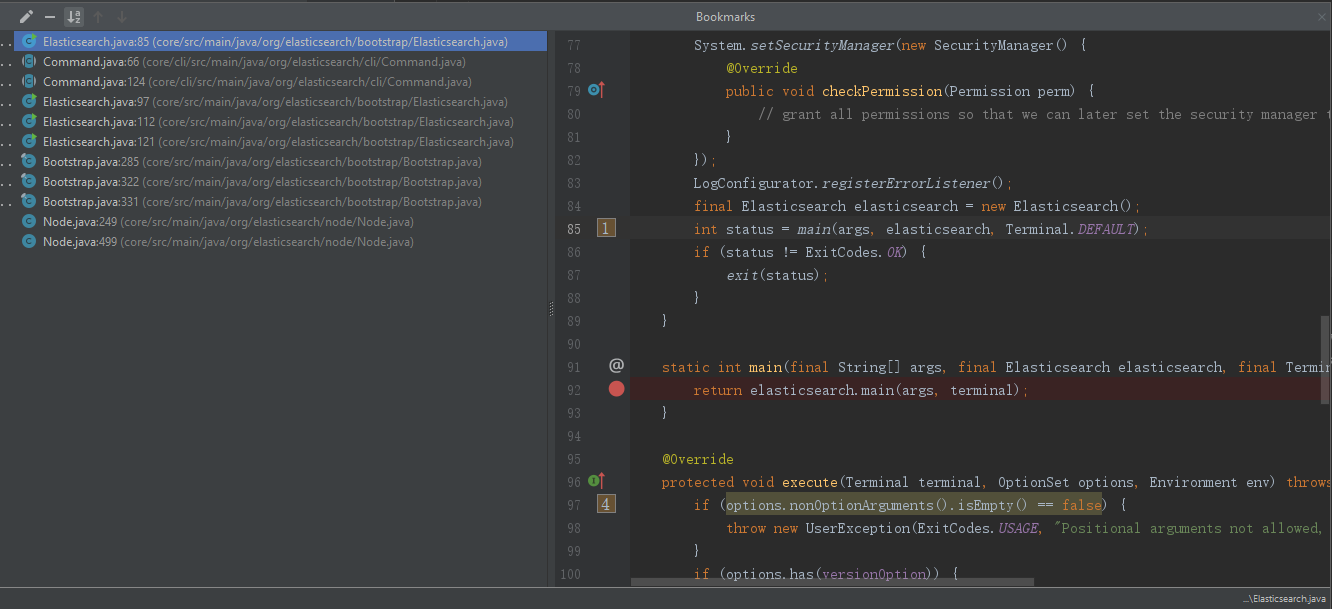 Bookmarks
Elasticsearch.java:85 (core/src/main/java/org/elasticsearch/bootstrap/Elasticsearch.java)
Command.java:66 (core/cli/src/main/java/org/elasticsearch/cli/Command.java)
Command.java:124 (core/cli/src/main/java/org/elasticsearch/cli/Command.java)
Elasticsearch.java:97 (core/src/main/java/org/elasticsearch/bootstrap/Elasticsearch.java)
Elasticsearch.java:112 (core/src/main/java/org/elasticsearch/bootstrap/Elasticsearch.java)
Elasticsearch.java:121 (core/src/main/java/org/elasticsearch/bootstrap/Elasticsearch.java)
Bootstrap.java:285 (core/src/main/java/org/elasticsearch/bootstrap/Bootstrap.java)
Bootstrap.java:322 (core/src/main/java/org/elasticsearch/bootstrap/Bootstrap.java)
Bootstrap.java:331 (core/src/main/java/org/elasticsearch/bootstrap/Bootstrap.java)
Node.java:249 (core/src/main/java/org/elasticsearch/node/Node.java)
Node.java:499 (core/src/main/java/org/elasticsearch/node/Node.java)
77 System.setSecurityManager(new SecurityManager() {
78 @Override
79 public void checkPermission(Permission perm) {
80 // grant all permissions so that we can later set the security manager t
81 }
82 });
83 LogConfigurator.registerErrorListener();
84 final Elasticsearch elasticsearch = new Elasticsearch();
85 1 int status = main(args, elasticsearch, Terminal.DEFAULT);
86 if (status != ExitCodes.OK) {
87 exit(status);
88 }
89 }
90
91 @ static int main(final String[] args, final Elasticsearch elasticsearch, final Termin
92 return elasticsearch.main(args, terminal);
93 }
94
95 @Override
96 protected void execute(Terminal terminal, OptionSet options, Environment env) throws
97 4 if (options.nonOptionArguments().isEmpty() == false) {
98 throw new UserException(ExitCodes.USAGE, "Positional arguments not allowed,
99 }
100 if (options.has(versionOption)) {
...\Elasticsearch.java